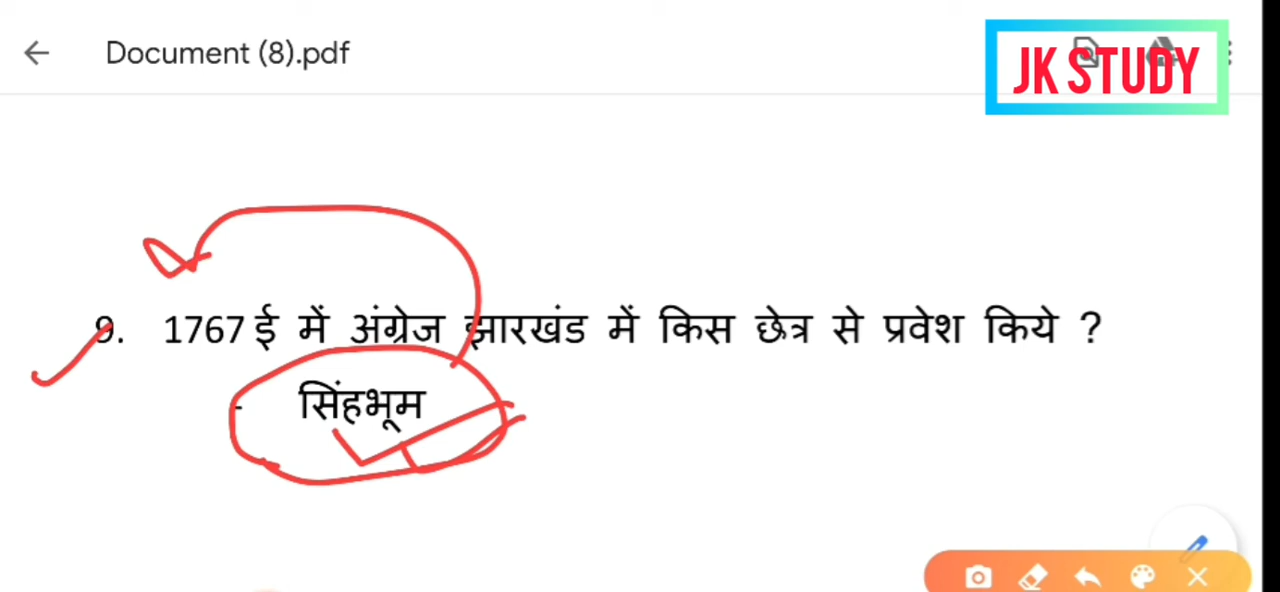 Document (8).pdf
JK STUDY
9. 1767 ई में अंग्रेज झारखंड में किस छेत्र से प्रवेश किये ?
- सिंहभूम